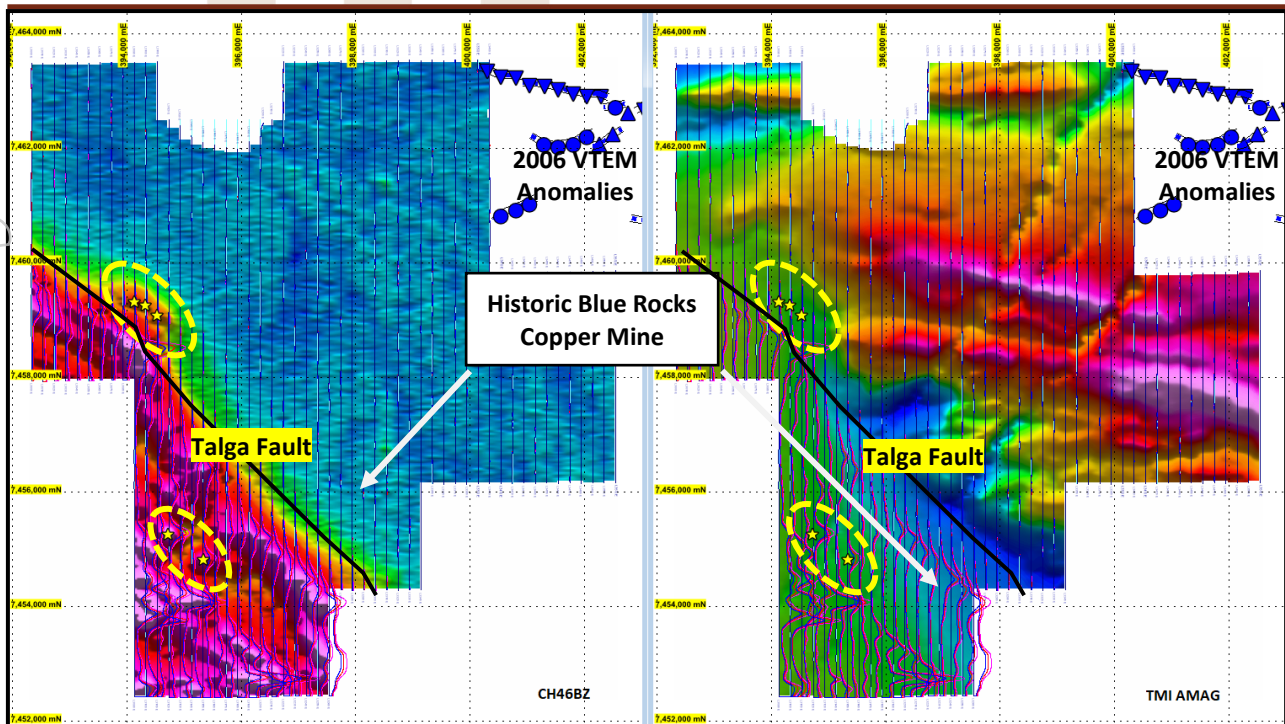 7,464,000 mN
394,000 mE
396,000 mE
398,000 mE
400,000 mE
7,462,000 mN
2006 VTEM
Anomalies
7,460,000 mN
Historic Blue Rocks
Copper Mine
7,458,000 mN
Talga Fault
7,456,000 mN
7,454,000 mN
CH46BZ
7,452,000 mN
7,464,000 mN
394,000 mE
396,000 mE
398,000 mE
400,000 mE
402,000 mE
7,462,000 mN
2006 VTEM
Anomalies
7,460,000 mN
7,458,000 mN
Talga Fault
7,456,000 mN
7,454,000 mN
TMI AMAG
7,452,000 mN